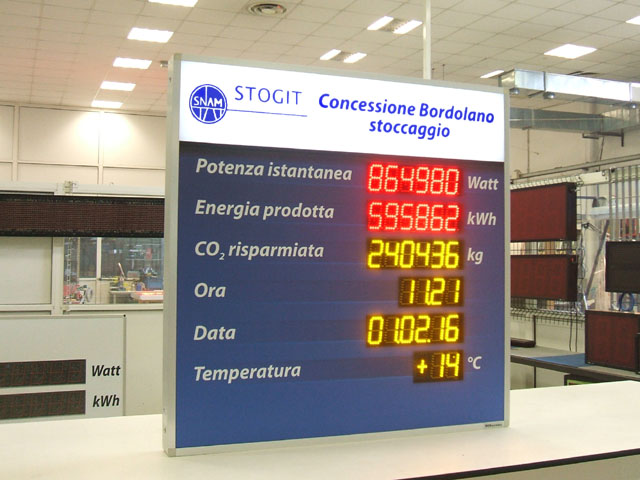 SNAM
STOGIT
Concessione Bordolano
stoccaggio
Potenza istantanea 864980 Watt
Energia prodotta 595862 kWh
CO₂ risparmiata 240436 kg
Ora 11.21
Data 01.02.16
Temperatura +14 °C
Watt
kWh